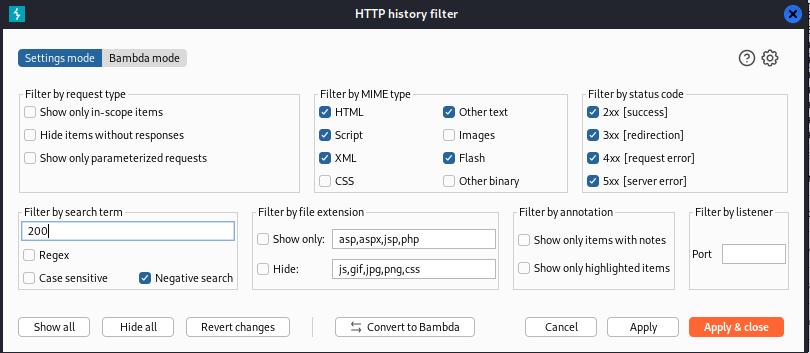 HTTP history filter
Settings mode Bambda mode
Filter by request type
Show only in-scope items
Hide items without responses
Show only parameterized requests
Filter by MIME type
HTML Other text
Script Images
XML Flash
CSS Other binary
Filter by status code
2xx [success]
3xx [redirection]
4xx [request error]
5xx [server error]
Filter by search term
200
Regex
Case sensitive Negative search
Filter by file extension
Show only: asp,aspx,jsp,php
Hide: js,gif,jpg,png,css
Filter by annotation
Show only items with notes
Show only highlighted items
Filter by listener
Port
Show all Hide all Revert changes Convert to Bambda Cancel Apply Apply & close